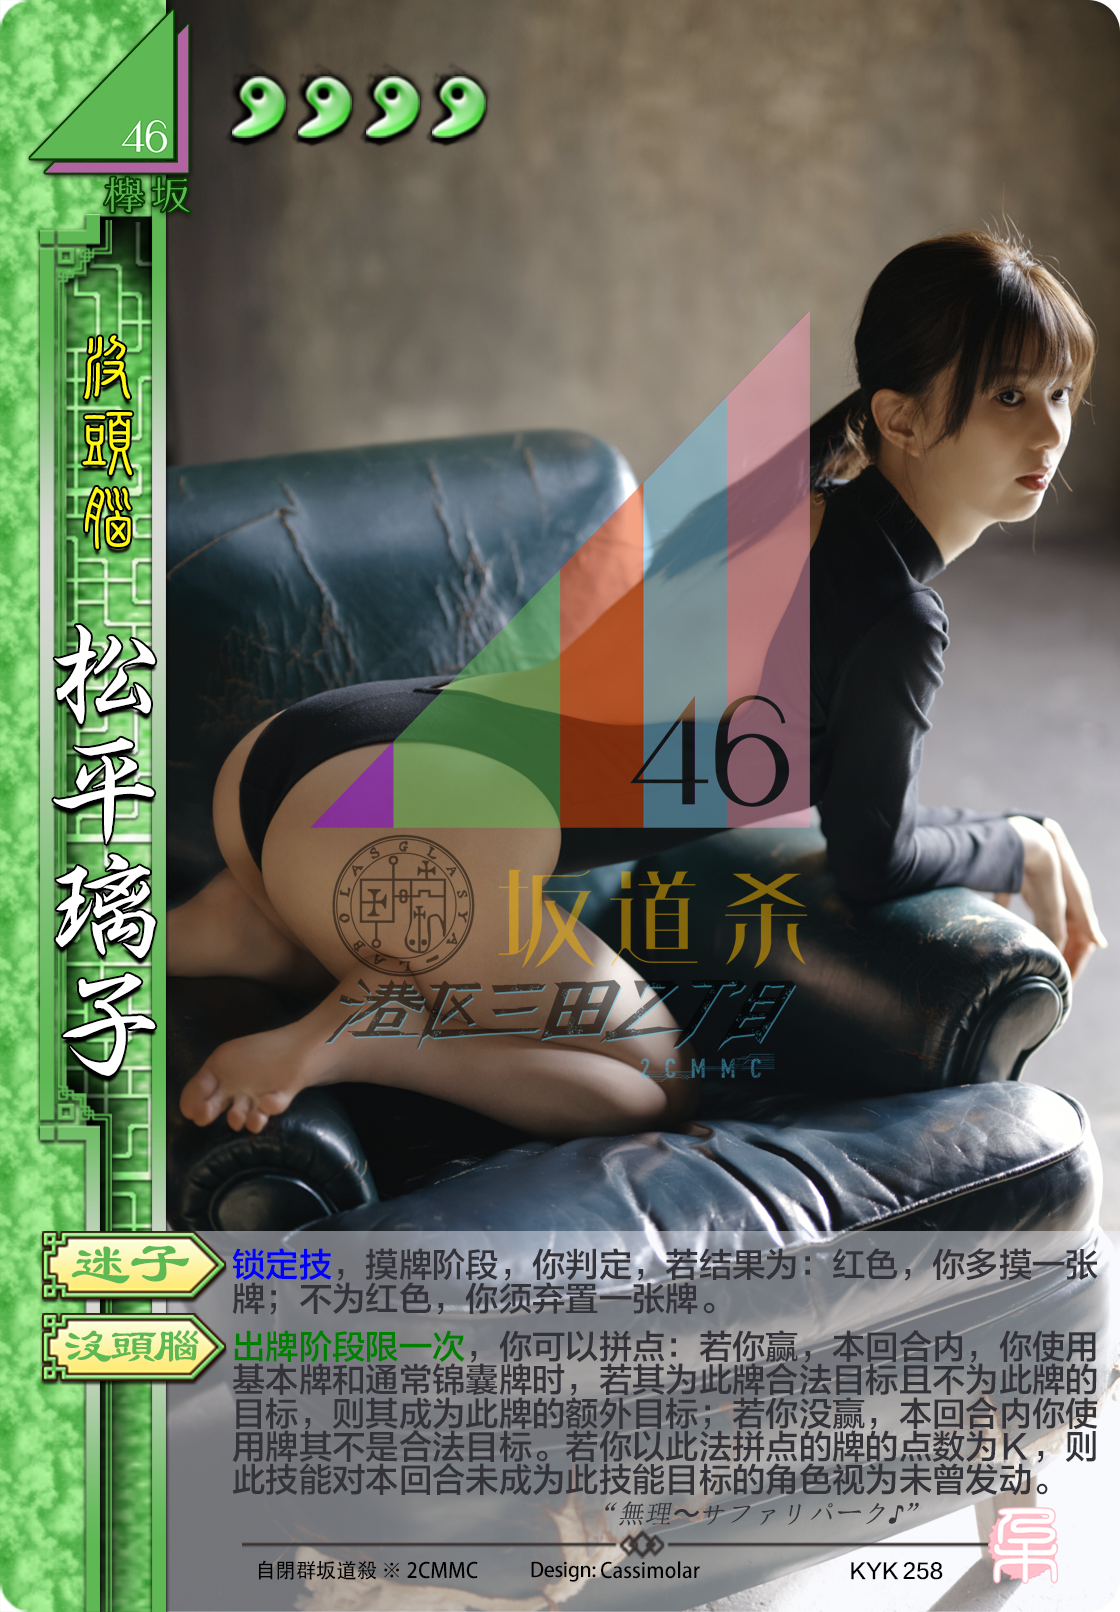 46
欅坂
沒頭腦
松平璃子
46
GLASYA LABOLAS
坂道杀
港区三田2丁目
2CMMC
迷子
锁定技，摸牌阶段，你判定，若结果为：红色，你多摸一张
牌；不为红色，你须弃置一张牌。
沒頭腦
出牌阶段限一次，你可以拼点：若你赢，本回合内，你使用
基本牌和通常锦囊牌时，若其为此牌合法目标且不为此牌的
目标，则其成为此牌的额外目标；若你没赢，本回合内你使
用牌其不是合法目标。若你以此法拼点的牌的点数为K，则
此技能对本回合未成为此技能目标的角色视为未曾发动。
“無理～サファリパーク♪”
自閉群坂道殺 ※ 2CMMC
Design: Cassimolar
KYK 258